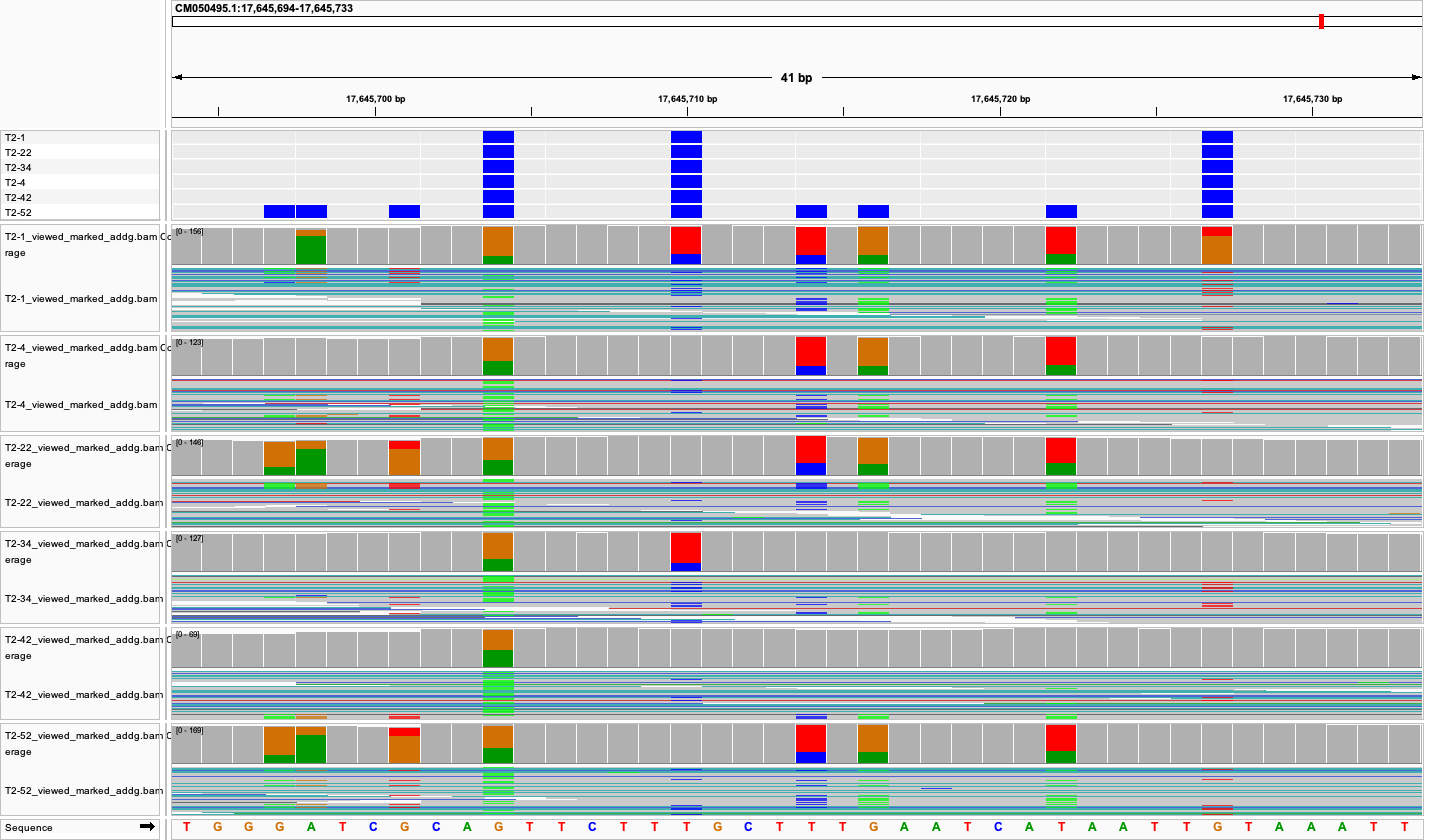 CM050495.1:17,645,694-17,645,733
41 bp
17,645,700 bp 17,645,710 bp 17,645,720 bp 17,645,730 bp
T2-1
T2-22
T2-34
T2-4
T2-42
T2-52
T2-1_viewed_marked_addg.bam Co
rage
[0 - 156]
T2-1_viewed_marked_addg.bam
T2-4_viewed_marked_addg.bam Co
rage
[0 - 123]
T2-4_viewed_marked_addg.bam
T2-22_viewed_marked_addg.bam C
erage
[0 - 146]
T2-22_viewed_marked_addg.bam
T2-34_viewed_marked_addg.bam C
erage
[0 - 127]
T2-34_viewed_marked_addg.bam
T2-42_viewed_marked_addg.bam C
erage
[0 - 69]
T2-42_viewed_marked_addg.bam
T2-52_viewed_marked_addg.bam C
erage
[0 - 169]
T2-52_viewed_marked_addg.bam
Sequence T G G G A T C G C A G T T C T T T G C T T T G A A T C A T A A T T G T A A A T T